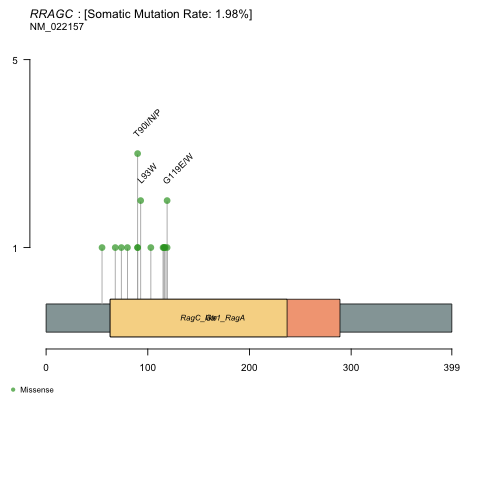 RRAGC : [Somatic Mutation Rate: 1.98%]
NM_022157
5
T90I/N/P
L93W
G119E/W
1
0
100
200
300
399
Missense